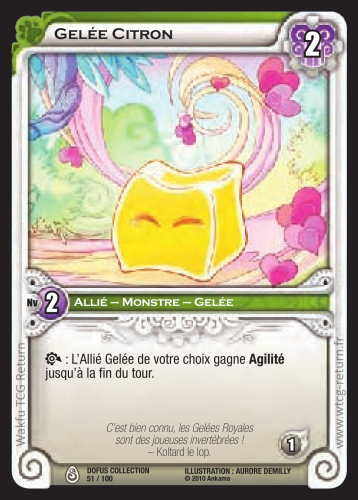 GELÉE CITRON
2
Nv 2 ALLIÉ – MONSTRE – GELÉE
: L'Allié Gelée de votre choix gagne Agilité
jusqu'à la fin du tour.
C'est bien connu, les Gelées Royales
sont des joueuses invertébrées !
– Koltard le lop.
1
DOFUS COLLECTION
51 / 100
ILLUSTRATION : AURORE DEMILLY
© 2010 Ankama
Wakfu TCG Return
www.wtcg-return.fr